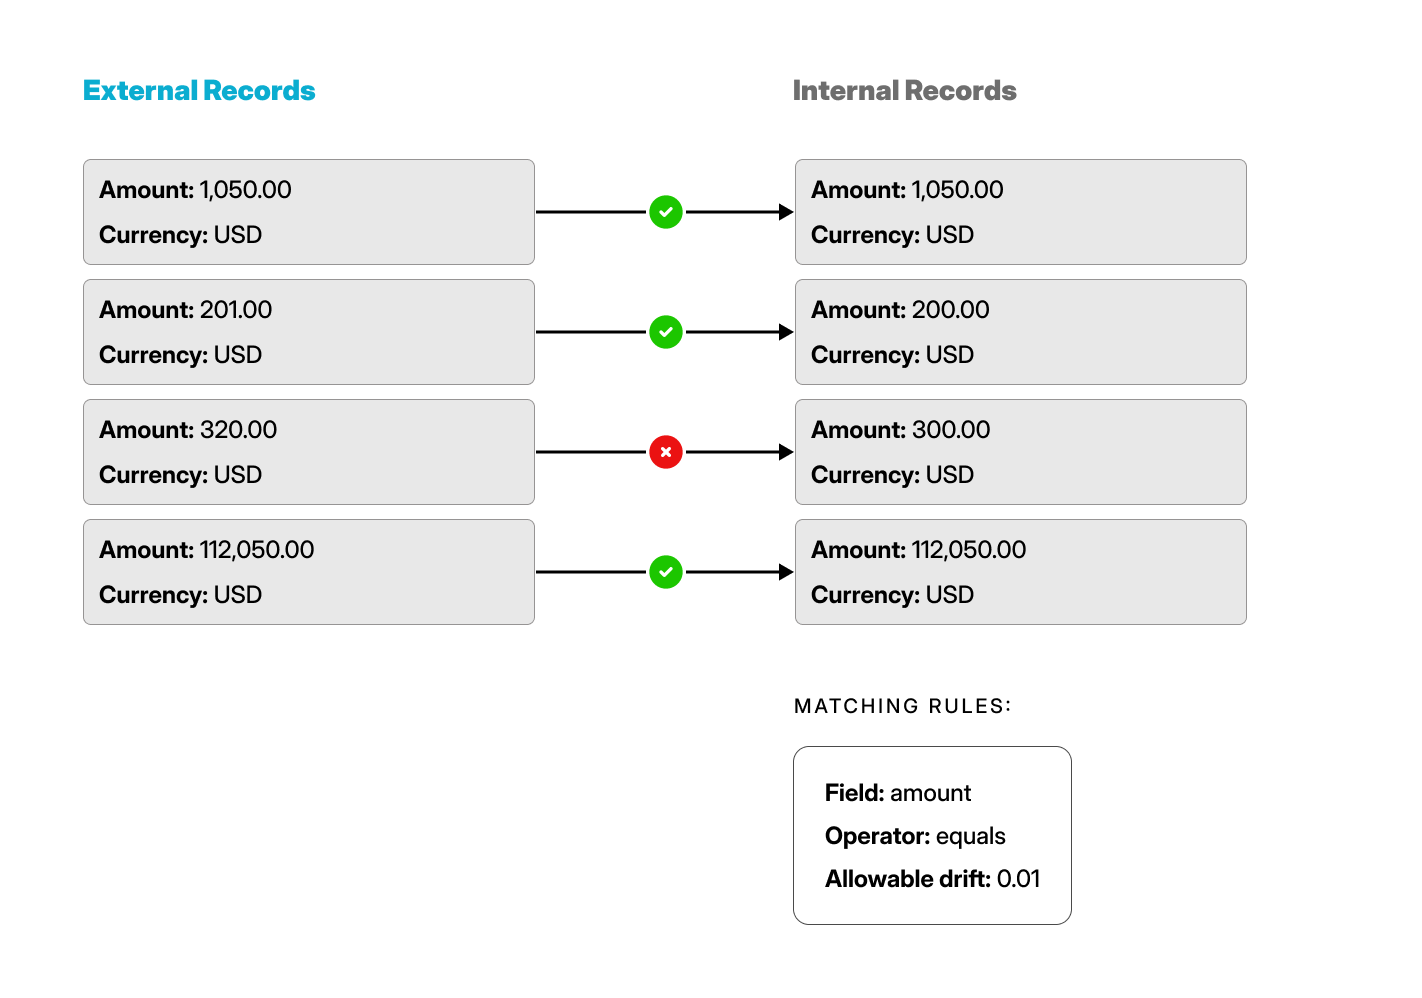 External Records
Internal Records
Amount: 1,050.00
Currency: USD
Amount: 1,050.00
Currency: USD
Amount: 201.00
Currency: USD
Amount: 200.00
Currency: USD
Amount: 320.00
Currency: USD
Amount: 300.00
Currency: USD
Amount: 112,050.00
Currency: USD
Amount: 112,050.00
Currency: USD
MATCHING RULES:
Field: amount
Operator: equals
Allowable drift: 0.01